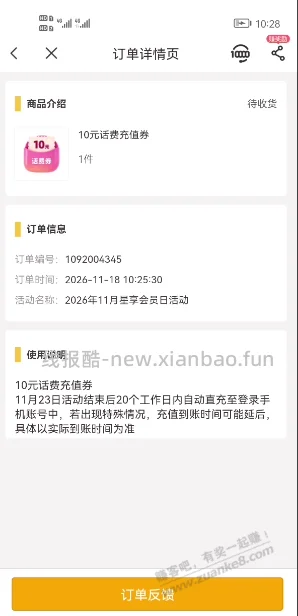 10:28
订单详情页
商品介绍
待收货
10元
话费券
10元话费充值券
1件
订单信息
订单编号：1092004345
订单时间：2026-11-18 10:25:30
活动名称：2026年11月星享会员日活动
使用说明
线报酷-new.xianbao.fun
10元话费充值券
11月23日活动结束后20个工作日内自动直充至登录手
机账号中，若出现特殊情况，充值到账时间可能延后，
具体以实际到账时间为准
订单反馈
赚客吧，有奖一起赚！
www.zuanke8.com